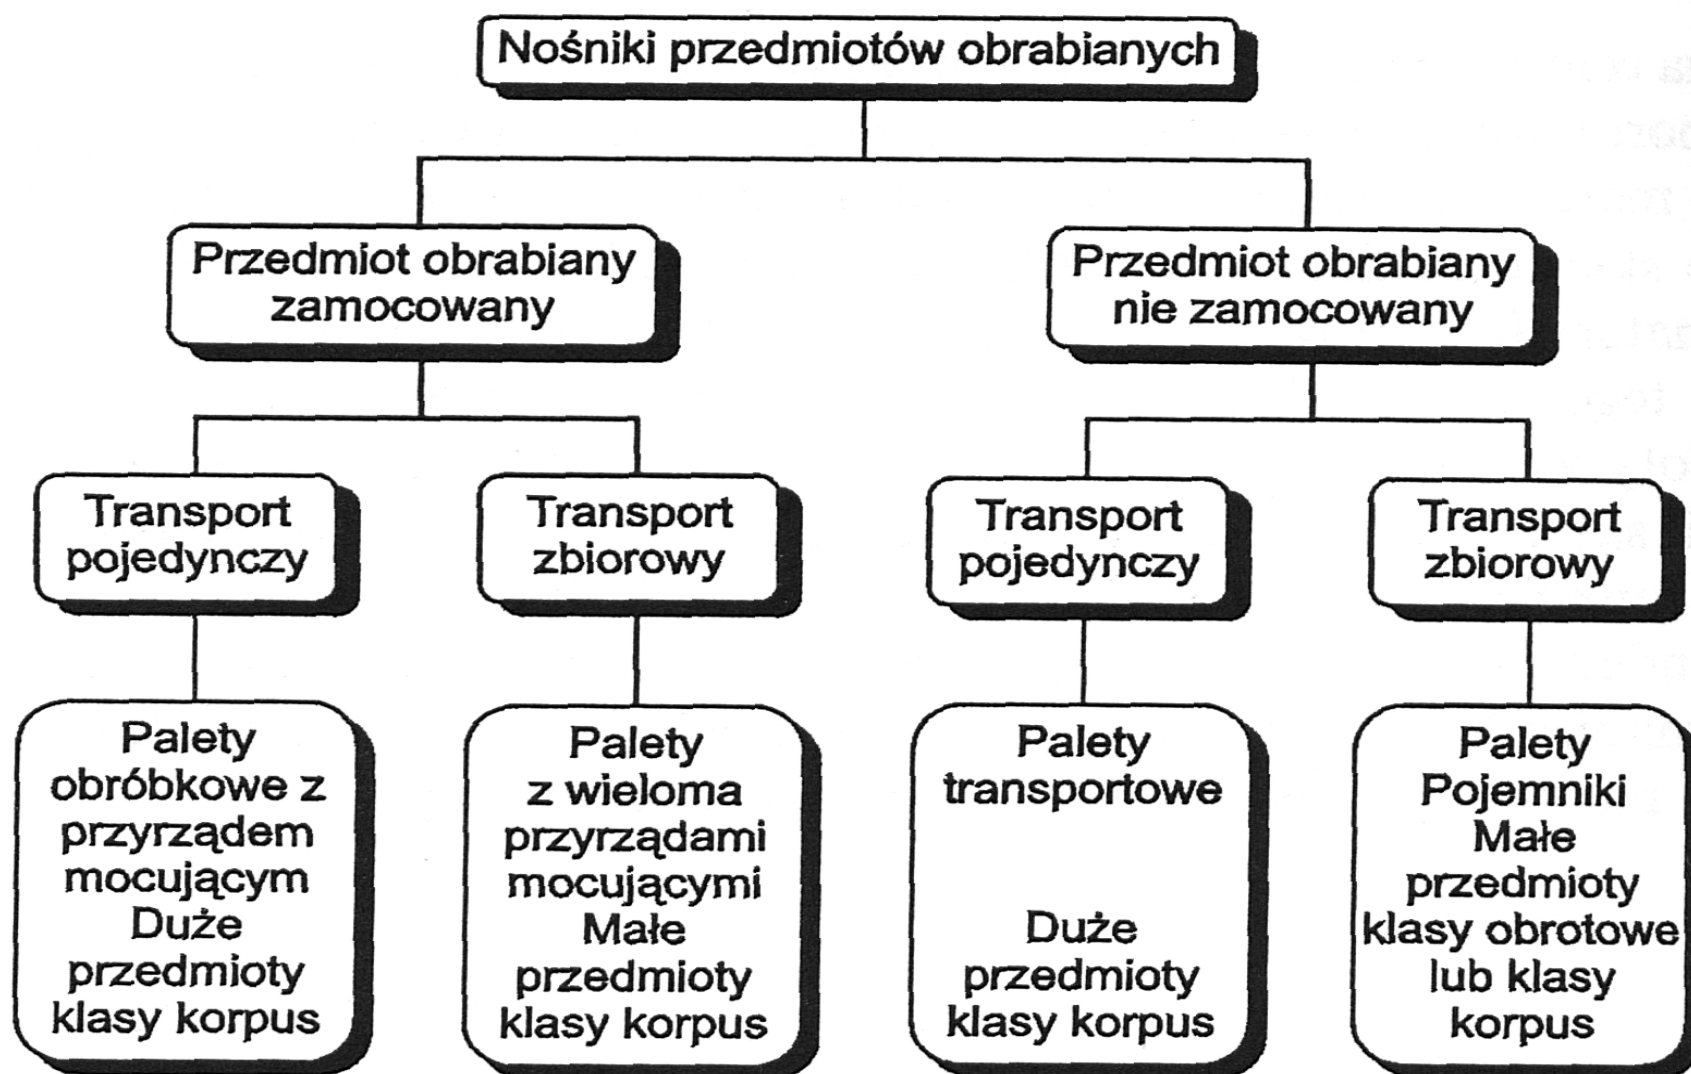 Nośniki przedmiotów obrabianych
Przedmiot obrabiany
zamocowany
Przedmiot obrabiany
nie zamocowany
Transport
pojedynczy
Transport
zbiorowy
Transport
pojedynczy
Transport
zbiorowy
Palety
obróbkowe z
przyrządem
mocującym
Duże
przedmioty
klasy korpus
Palety
z wieloma
przyrządami
mocującymi
Małe
przedmioty
klasy korpus
Palety
transportowe
Duże
przedmioty
klasy korpus
Palety
Pojemniki
Małe
przedmioty
klasy obrotowe
lub klasy
korpus